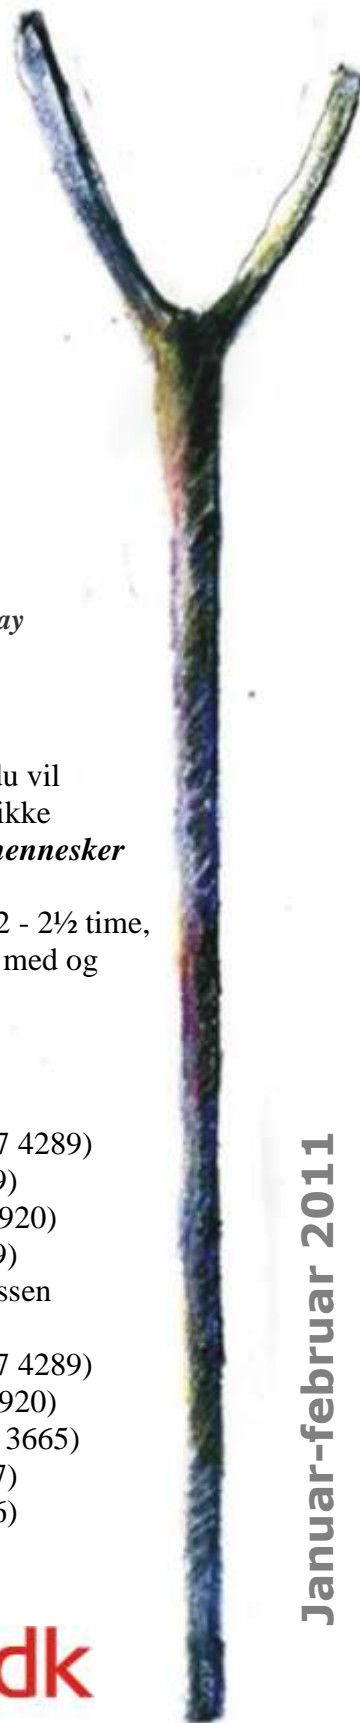 ay
du vil
ikke
mennesker
2 - 2½ time,
med og
7 4289)
9)
920)
9)
ssen
7 4289)
920)
3665)
7)
6)
dk
Januar-februar 2011